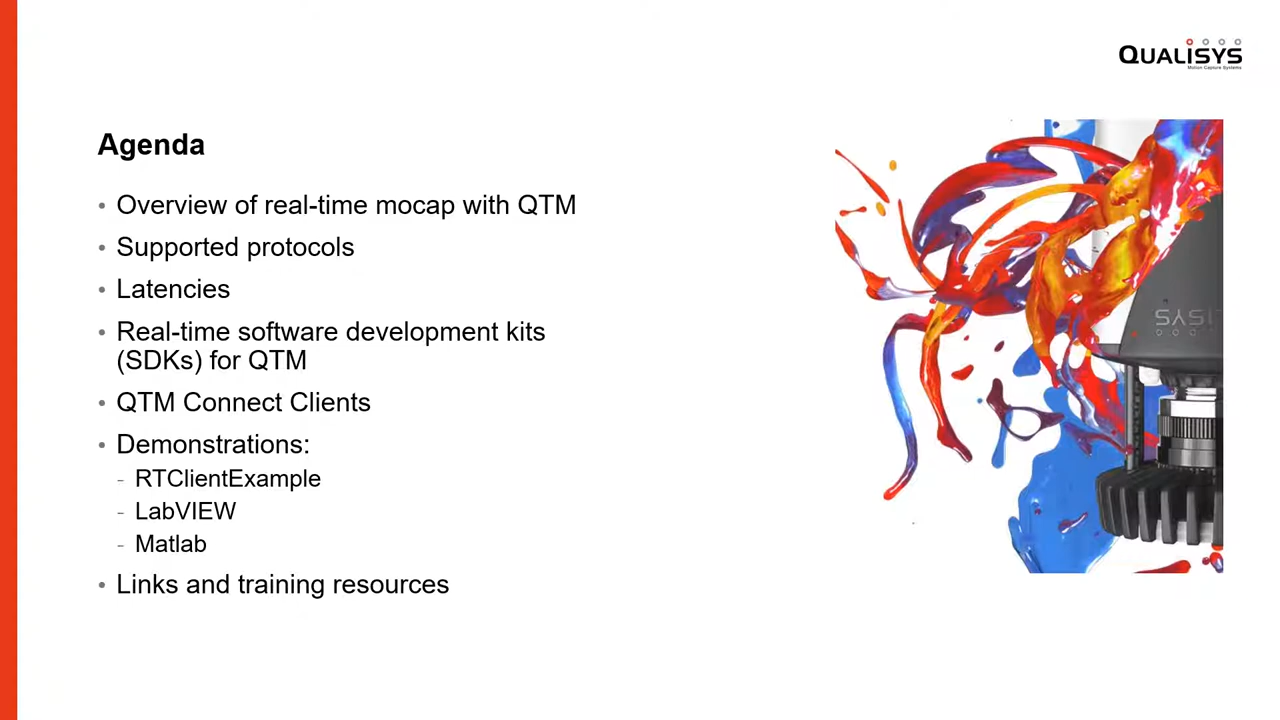 QUALISYS
Motion Capture Systems
Agenda
• Overview of real-time mocap with QTM
• Supported protocols
• Latencies
• Real-time software development kits
(SDKs) for QTM
• QTM Connect Clients
• Demonstrations:
- RTClientExample
- LabVIEW
- Matlab
• Links and training resources